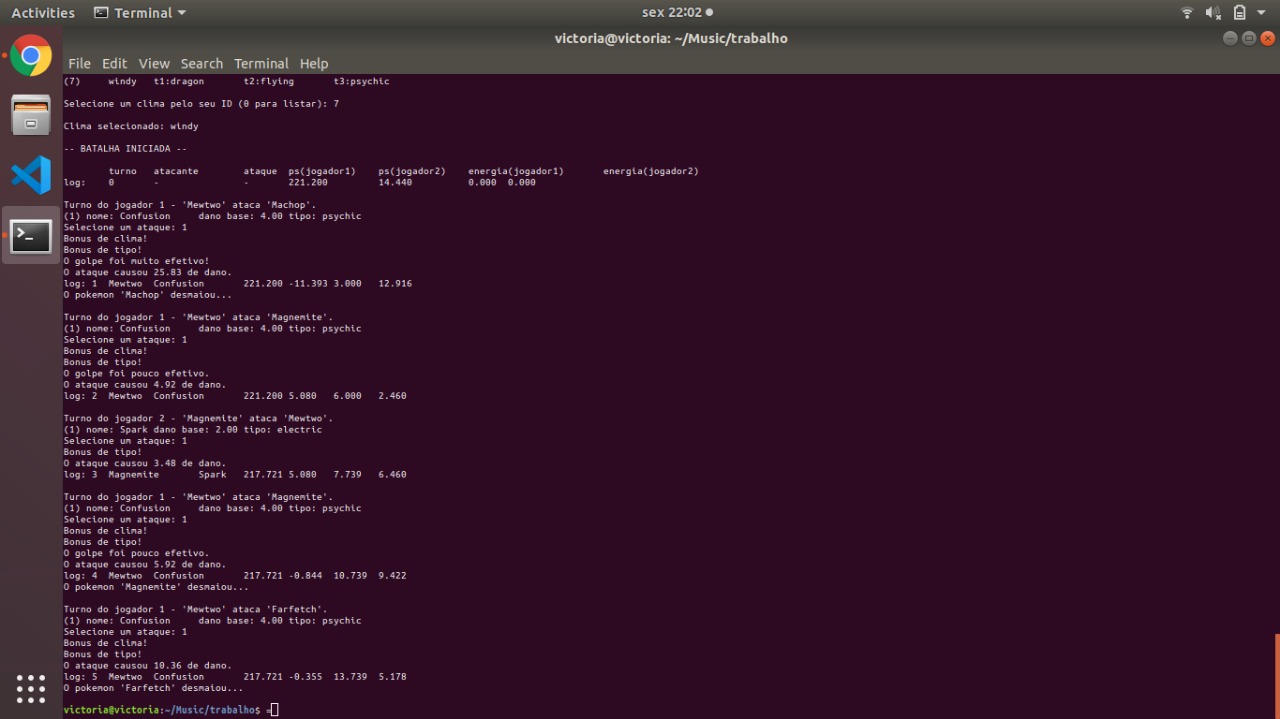 Activities Terminal sex 22:02
victoria@victoria: ~/Music/trabalho
File Edit View Search Terminal Help
(7) windy t1:dragon t2:flying t3:psychic
Selecione um clima pelo seu ID (0 para listar): 7
Clima selecionado: windy
-- BATALHA INICIADA --
turno atacante ataque ps(jogador1) ps(jogador2) energia(jogador1) energia(jogador2)
log: 0 - - 221.200 14.440 0.000 0.000
Turno do jogador 1 - 'Mewtwo' ataca 'Machop'.
(1) nome: Confusion dano base: 4.00 tipo: psychic
Selecione um ataque: 1
Bonus de clima!
Bonus de tipo!
O golpe foi muito efetivo!
O ataque causou 25.83 de dano.
log: 1 Mewtwo Confusion 221.200 -11.393 3.000 12.916
O pokemon 'Machop' desmaiou...
Turno do jogador 1 - 'Mewtwo' ataca 'Magnemite'.
(1) nome: Confusion dano base: 4.00 tipo: psychic
Selecione um ataque: 1
Bonus de clima!
Bonus de tipo!
O golpe foi pouco efetivo.
O ataque causou 4.92 de dano.
log: 2 Mewtwo Confusion 221.200 5.080 6.000 2.460
Turno do jogador 2 - 'Magnemite' ataca 'Mewtwo'.
(1) nome: Spark dano base: 2.00 tipo: electric
Selecione um ataque: 1
Bonus de tipo!
O ataque causou 3.48 de dano.
log: 3 Magnemite Spark 217.721 5.080 7.739 6.460
Turno do jogador 1 - 'Mewtwo' ataca 'Magnemite'.
(1) nome: Confusion dano base: 4.00 tipo: psychic
Selecione um ataque: 1
Bonus de clima!
Bonus de tipo!
O golpe foi pouco efetivo.
O ataque causou 5.92 de dano.
log: 4 Mewtwo Confusion 217.721 -0.844 10.739 9.422
O pokemon 'Magnemite' desmaiou...
Turno do jogador 1 - 'Mewtwo' ataca 'Farfetch'.
(1) nome: Confusion dano base: 4.00 tipo: psychic
Selecione um ataque: 1
Bonus de clima!
Bonus de tipo!
O ataque causou 10.36 de dano.
log: 5 Mewtwo Confusion 217.721 -0.355 13.739 5.178
O pokemon 'Farfetch' desmaiou...
victoria@victoria:~/Music/trabalho$ =